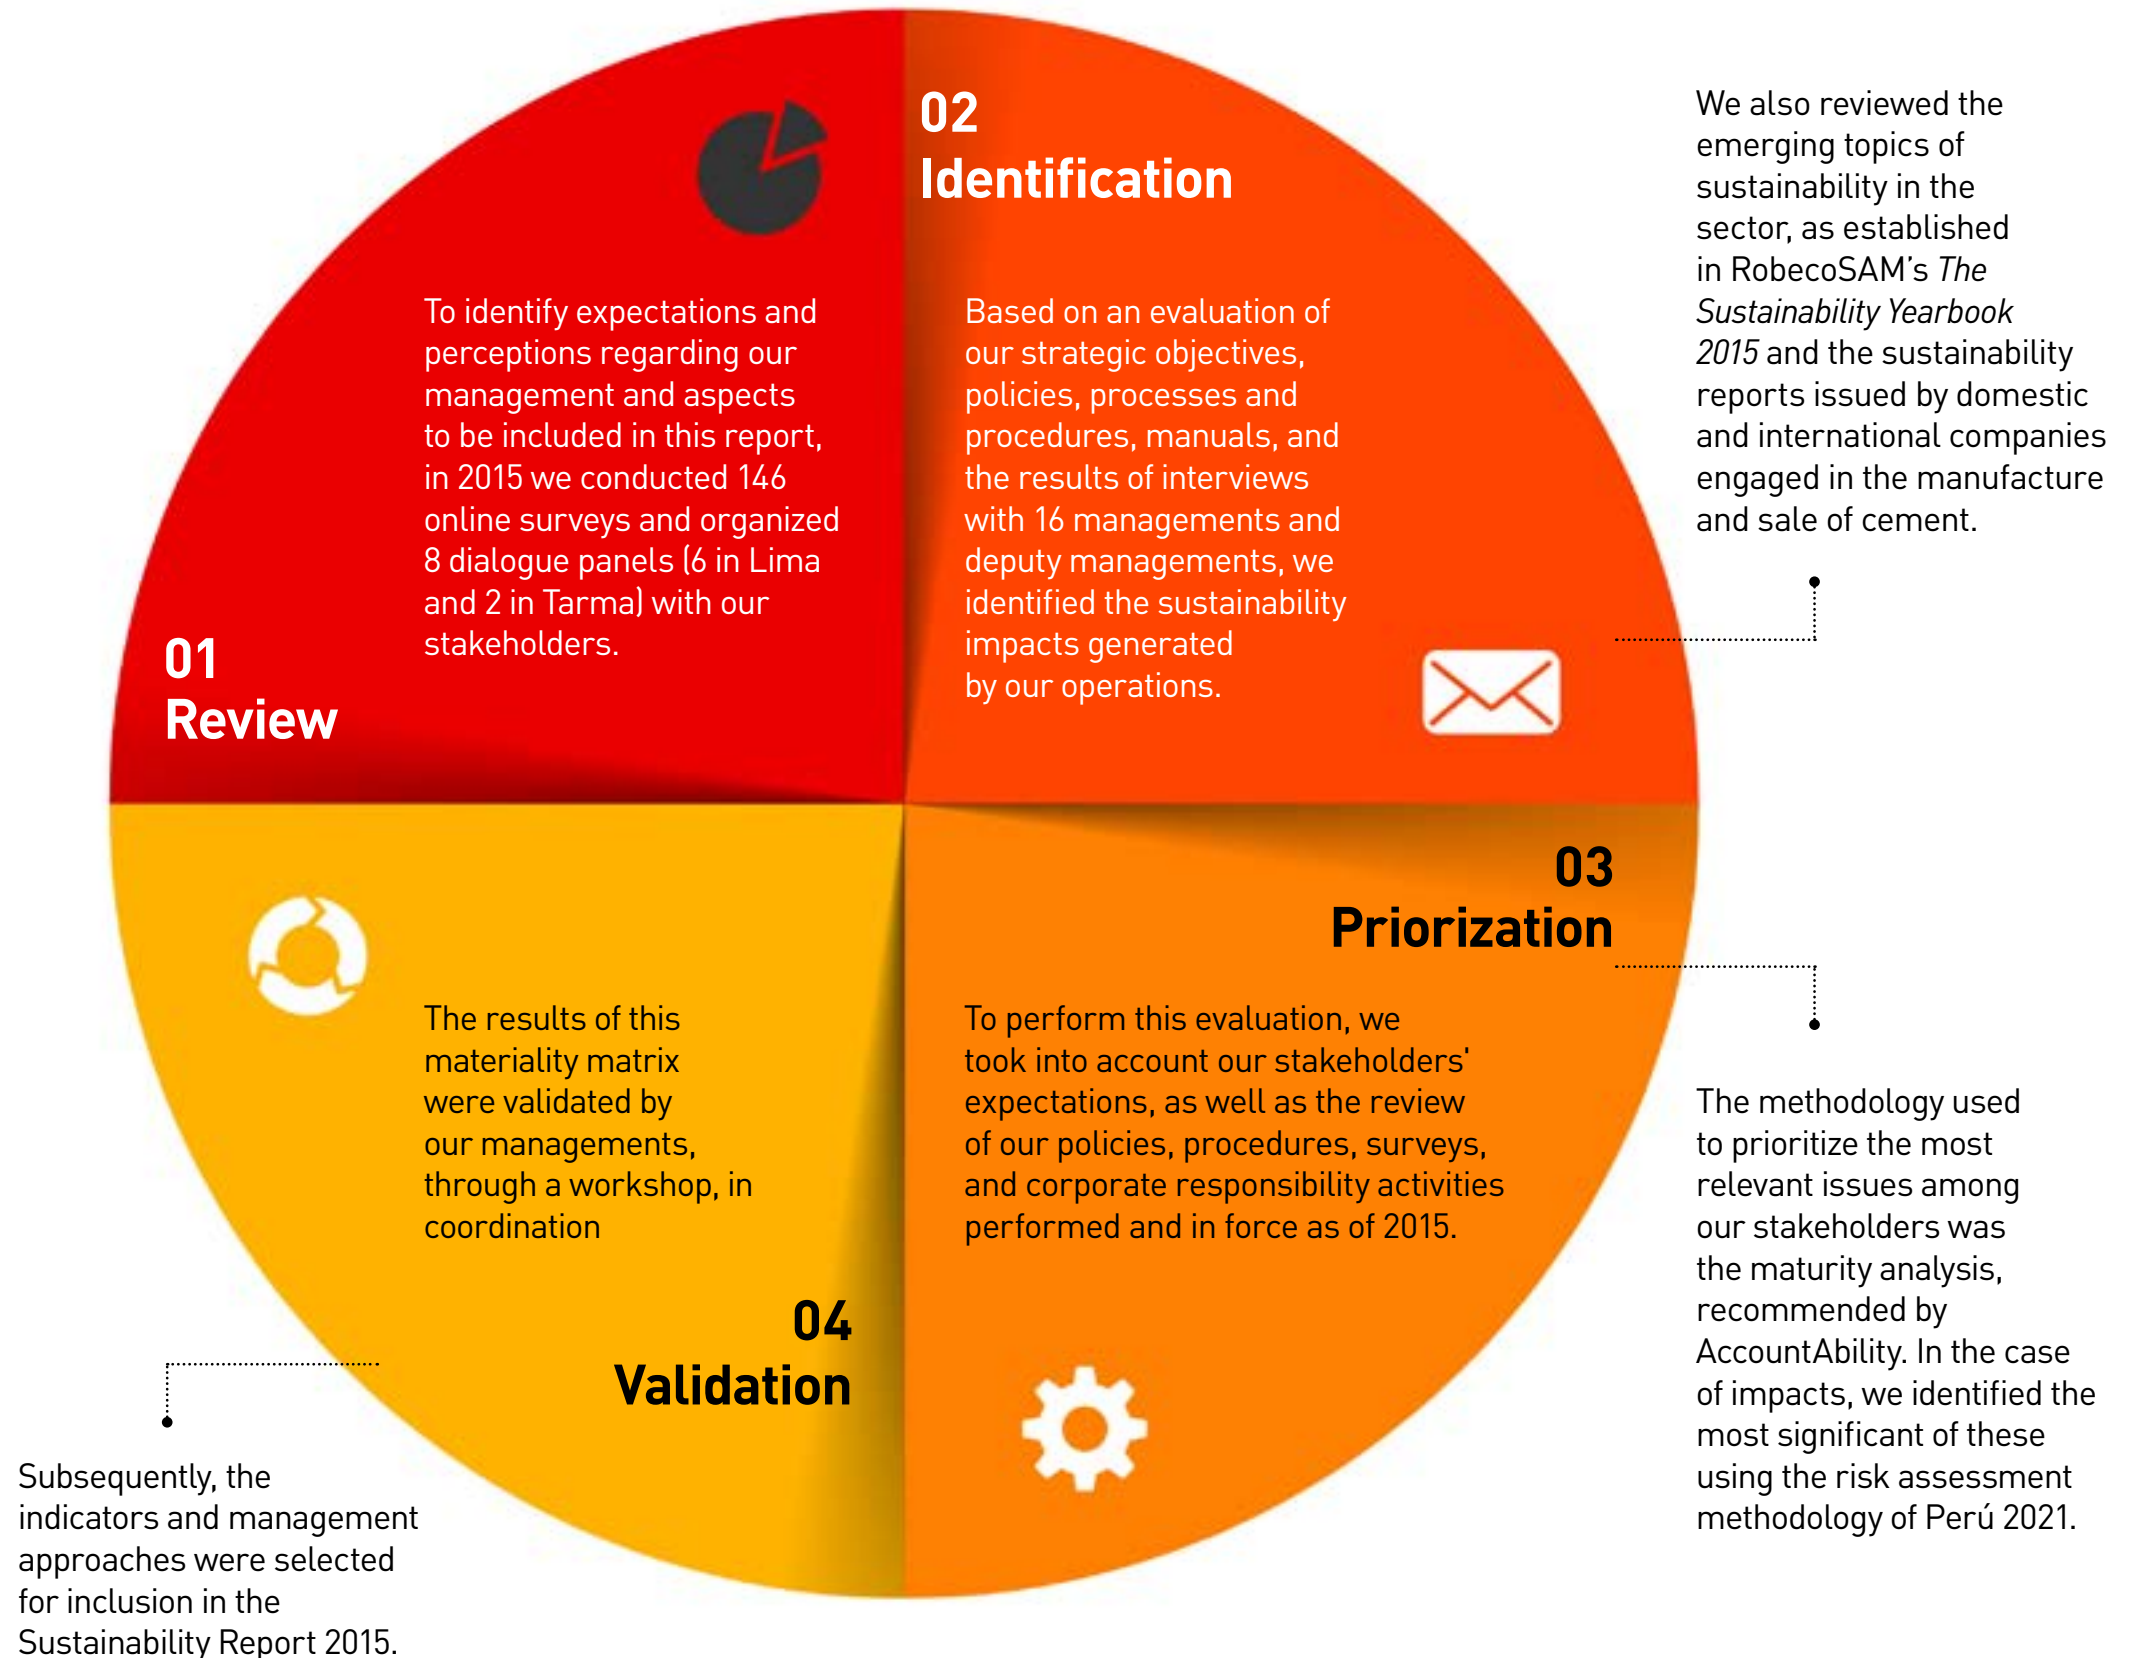 01
Review
To identify expectations and
perceptions regarding our
management and aspects
to be included in this report,
in 2015 we conducted 146
online surveys and organized
8 dialogue panels (6 in Lima
and 2 in Tarma) with our
stakeholders.
02
Identification
Based on an evaluation of
our strategic objectives,
policies, processes and
procedures, manuals, and
the results of interviews
with 16 managements and
deputy managements, we
identified the sustainability
impacts generated
by our operations.
We also reviewed the
emerging topics of
sustainability in the
sector, as established
in RobecoSAM's The
Sustainability Yearbook
2015 and the sustainability
reports issued by domestic
and international companies
engaged in the manufacture
and sale of cement.
03
Priorization
To perform this evaluation, we
took into account our stakeholders'
expectations, as well as the review
of our policies, procedures, surveys,
and corporate responsibility activities
performed and in force as of 2015.
The methodology used
to prioritize the most
relevant issues among
our stakeholders was
the maturity analysis,
recommended by
AccountAbility. In the case
of impacts, we identified the
most significant of these
using the risk assessment
methodology of Perú 2021.
The results of this
materiality matrix
were validated by
our managements,
through a workshop, in
coordination
04
Validation
Subsequently, the
indicators and management
approaches were selected
for inclusion in the
Sustainability Report 2015.